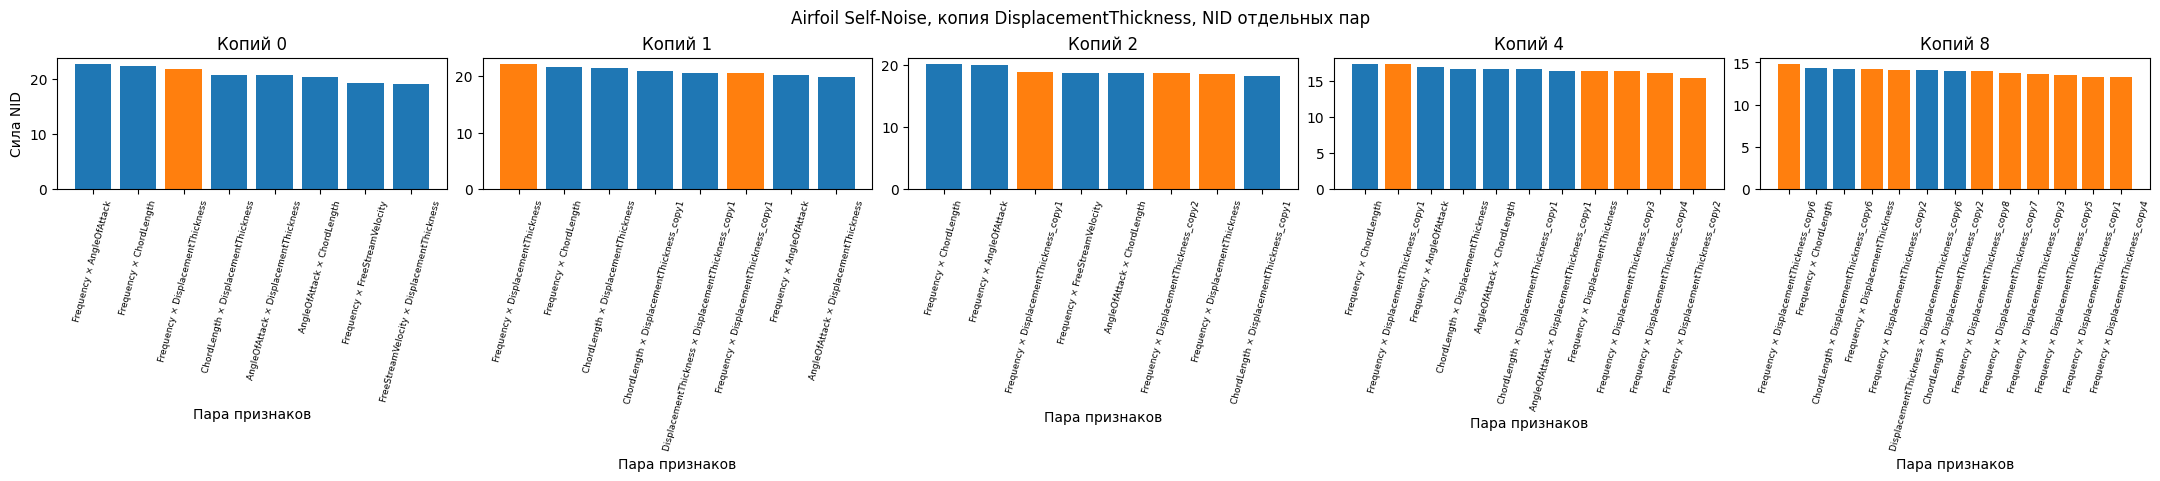 Airfoil Self-Noise, копия DisplacementThickness, NID отдельных пар
Копий 0
Сила NID
20
10
0
Frequency × AngleOfAttack
Frequency × ChordLength
Frequency × DisplacementThickness
ChordLength × DisplacementThickness
AngleOfAttack × DisplacementThickness
AngleOfAttack × ChordLength
Frequency × FreeStreamVelocity
FreeStreamVelocity × DisplacementThickness
Пара признаков
Копий 1
20
10
0
Frequency × DisplacementThickness
Frequency × ChordLength
ChordLength × DisplacementThickness
ChordLength × DisplacementThickness_copy1
DisplacementThickness × DisplacementThickness_copy1
Frequency × DisplacementThickness_copy1
Frequency × AngleOfAttack
AngleOfAttack × DisplacementThickness
Пара признаков
Копий 2
20
10
0
Frequency × ChordLength
Frequency × AngleOfAttack
Frequency × DisplacementThickness_copy1
Frequency × FreeStreamVelocity
AngleOfAttack × ChordLength
Frequency × DisplacementThickness_copy2
Frequency × DisplacementThickness
ChordLength × DisplacementThickness_copy1
Пара признаков
Копий 4
15
10
5
0
Frequency × ChordLength
Frequency × DisplacementThickness_copy1
Frequency × AngleOfAttack
ChordLength × DisplacementThickness
AngleOfAttack × ChordLength
ChordLength × DisplacementThickness_copy1
AngleOfAttack × DisplacementThickness_copy1
Frequency × DisplacementThickness
Frequency × DisplacementThickness_copy3
Frequency × DisplacementThickness_copy4
Frequency × DisplacementThickness_copy2
Пара признаков
Копий 8
15
10
5
0
Frequency × DisplacementThickness_copy6
Frequency × ChordLength
ChordLength × DisplacementThickness_copy6
Frequency × DisplacementThickness
Frequency × DisplacementThickness_copy2
DisplacementThickness × DisplacementThickness_copy6
ChordLength × DisplacementThickness_copy2
Frequency × DisplacementThickness_copy8
Frequency × DisplacementThickness_copy7
Frequency × DisplacementThickness_copy3
Frequency × DisplacementThickness_copy5
Frequency × DisplacementThickness_copy1
Frequency × DisplacementThickness_copy4
Пара признаков